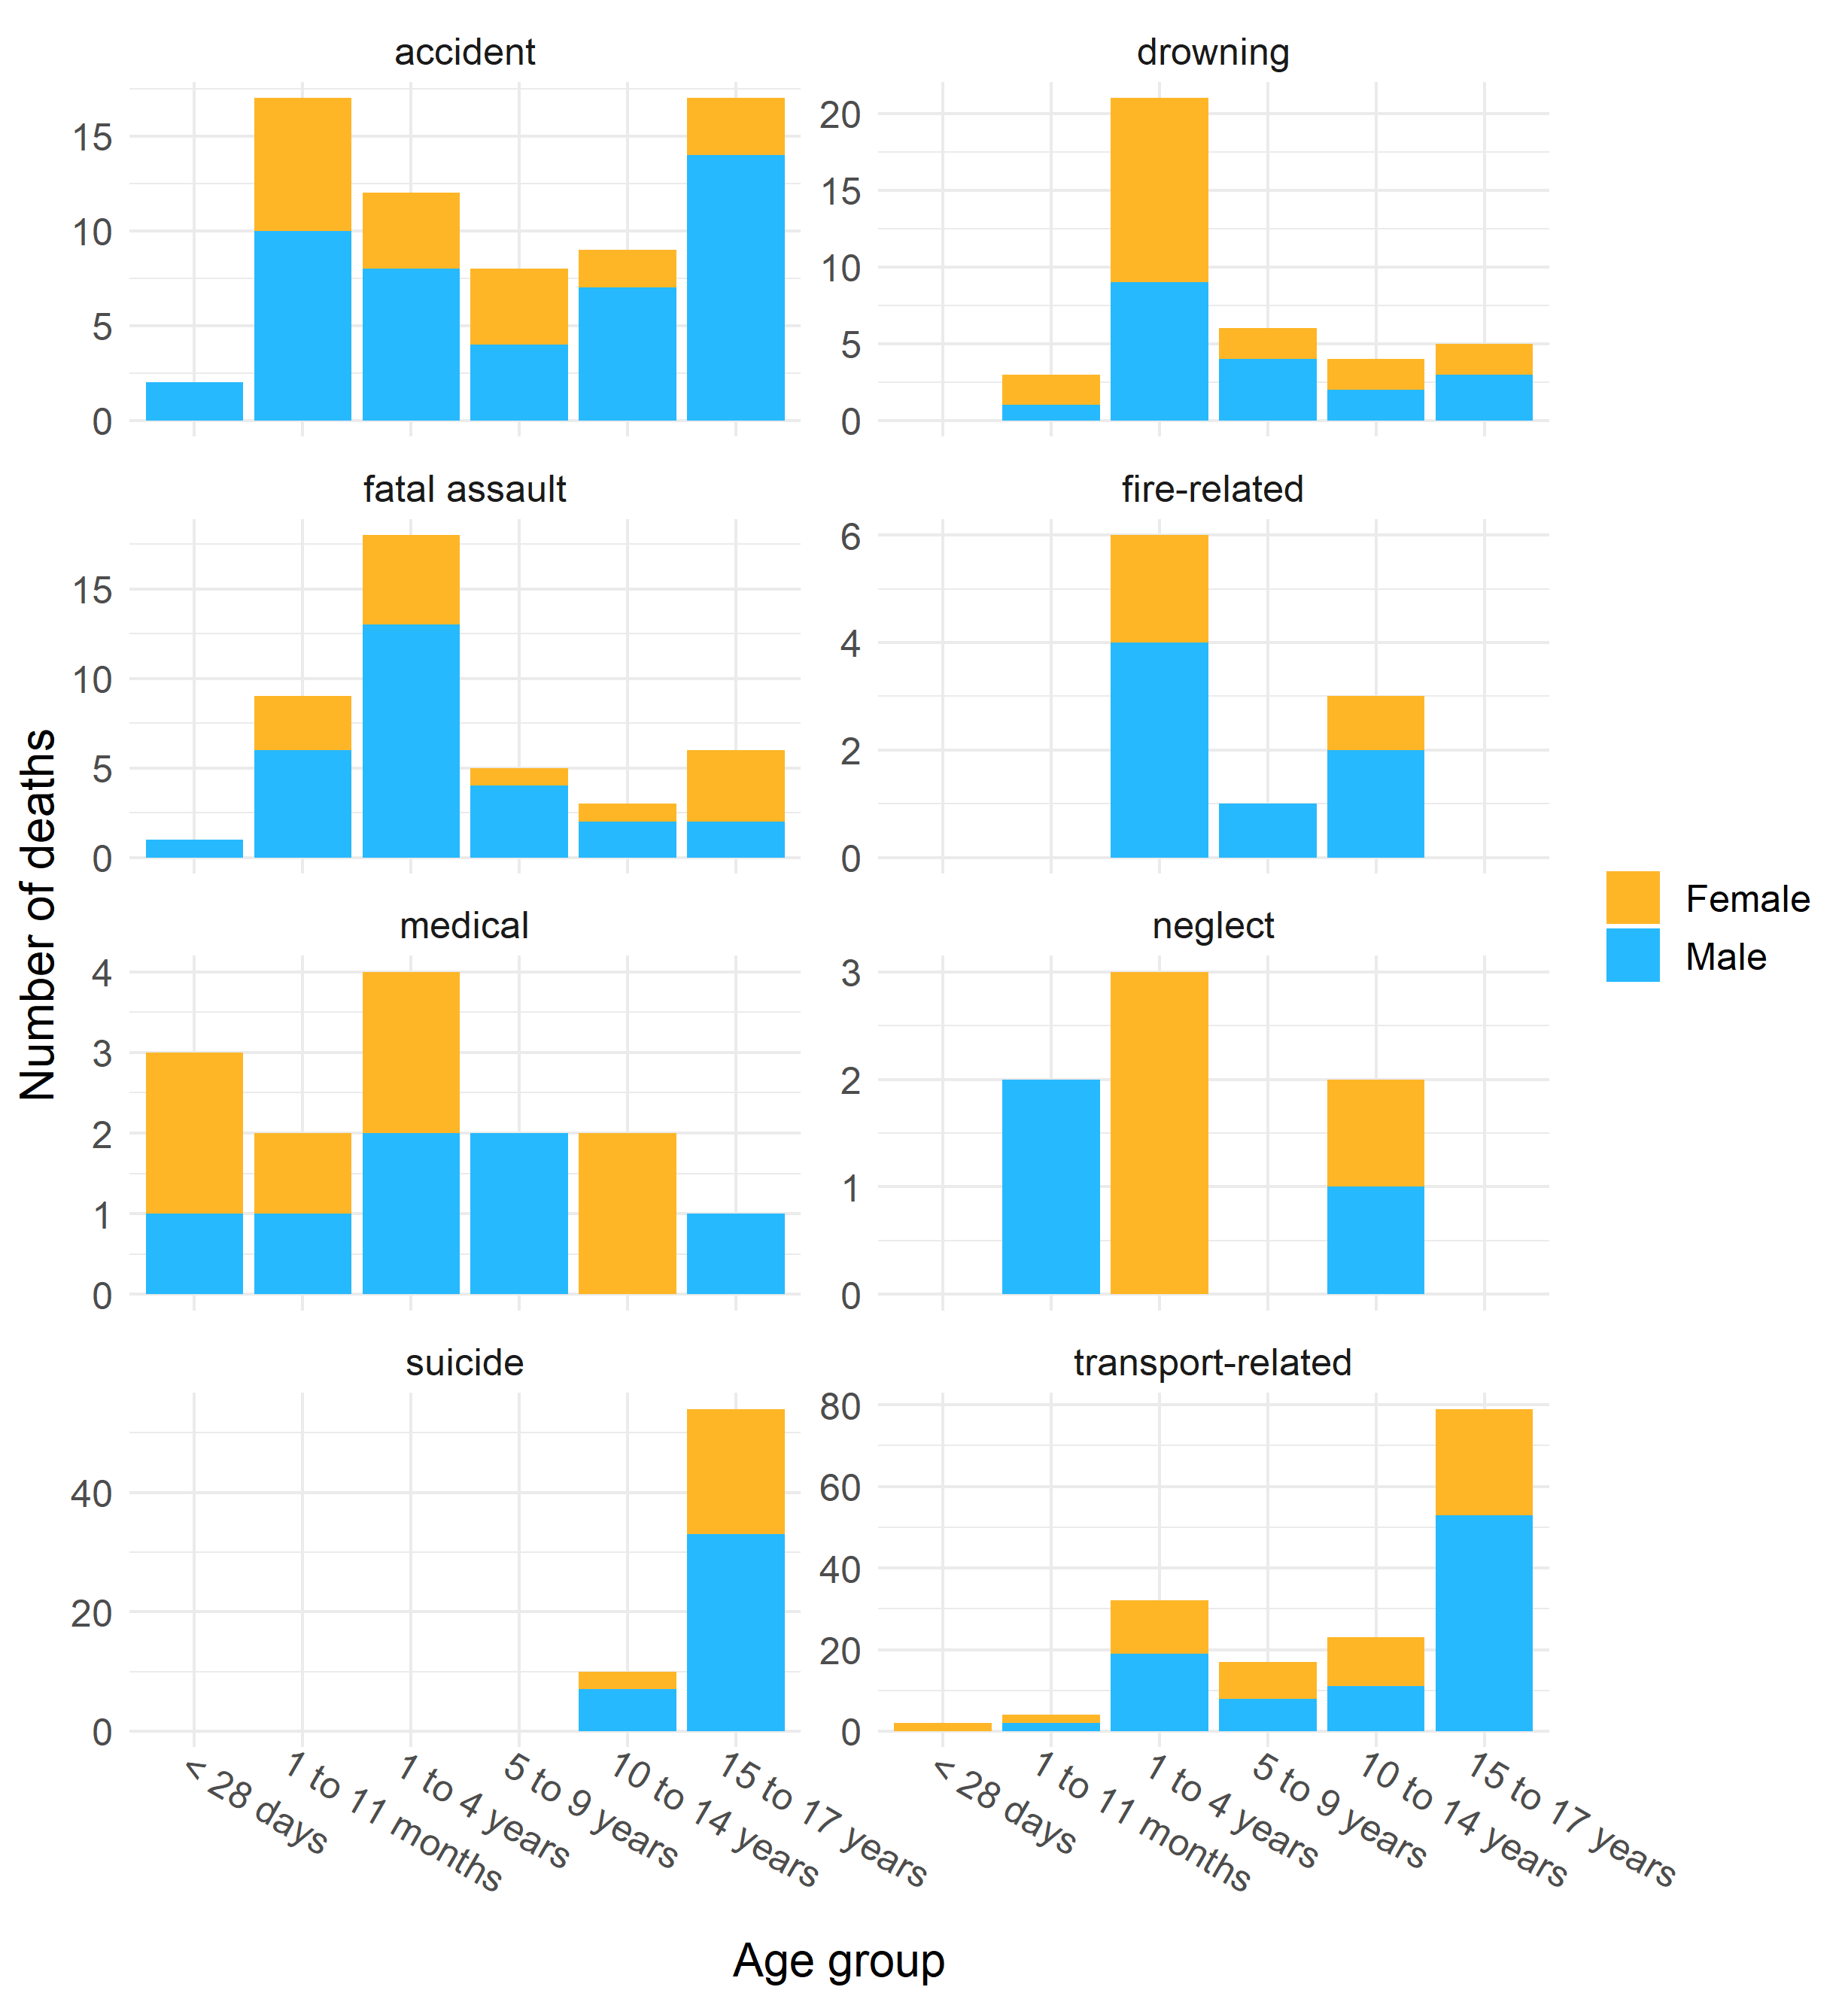 accident
15
10
5
0
drowning
20
15
10
5
0
fatal assault
15
10
5
0
fire-related
6
4
2
0
medical
4
3
2
1
0
neglect
3
2
1
0
suicide
40
20
0
transport-related
80
60
40
20
0
< 28 days
1 to 11 months
1 to 4 years
5 to 9 years
10 to 14 years
15 to 17 years
< 28 days
1 to 11 months
1 to 4 years
5 to 9 years
10 to 14 years
15 to 17 years
Number of deaths
Age group
Female
Male